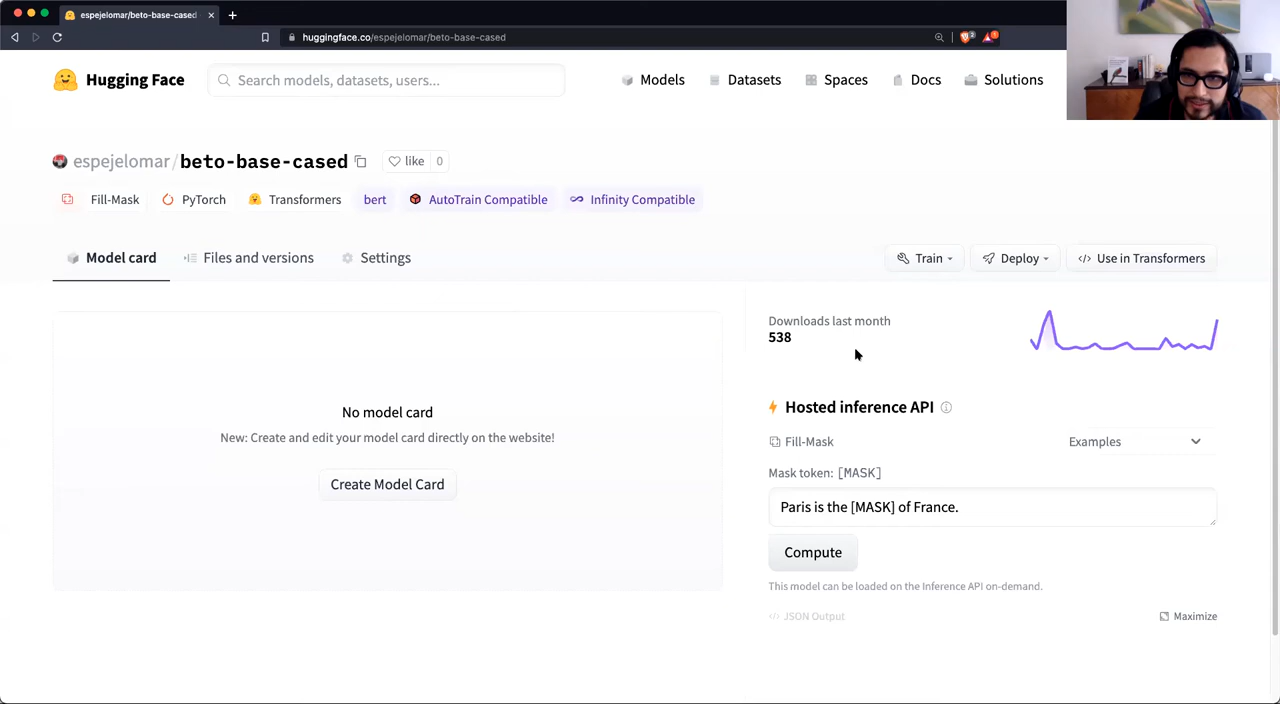 espejelomar/beto-base-cased
huggingface.co/espejelomar/beto-base-cased
Hugging Face
Search models, datasets, users...
Models
Datasets
Spaces
Docs
Solutions
espejelomar/beto-base-cased
like 0
Fill-Mask
PyTorch
Transformers
bert
AutoTrain Compatible
Infinity Compatible
Model card
Files and versions
Settings
Train
Deploy
</> Use in Transformers
No model card
New: Create and edit your model card directly on the website!
Create Model Card
Downloads last month
538
Hosted inference API
Fill-Mask
Examples
Mask token: [MASK]
Paris is the [MASK] of France.
Compute
This model can be loaded on the Inference API on-demand.
</> JSON Output
Maximize